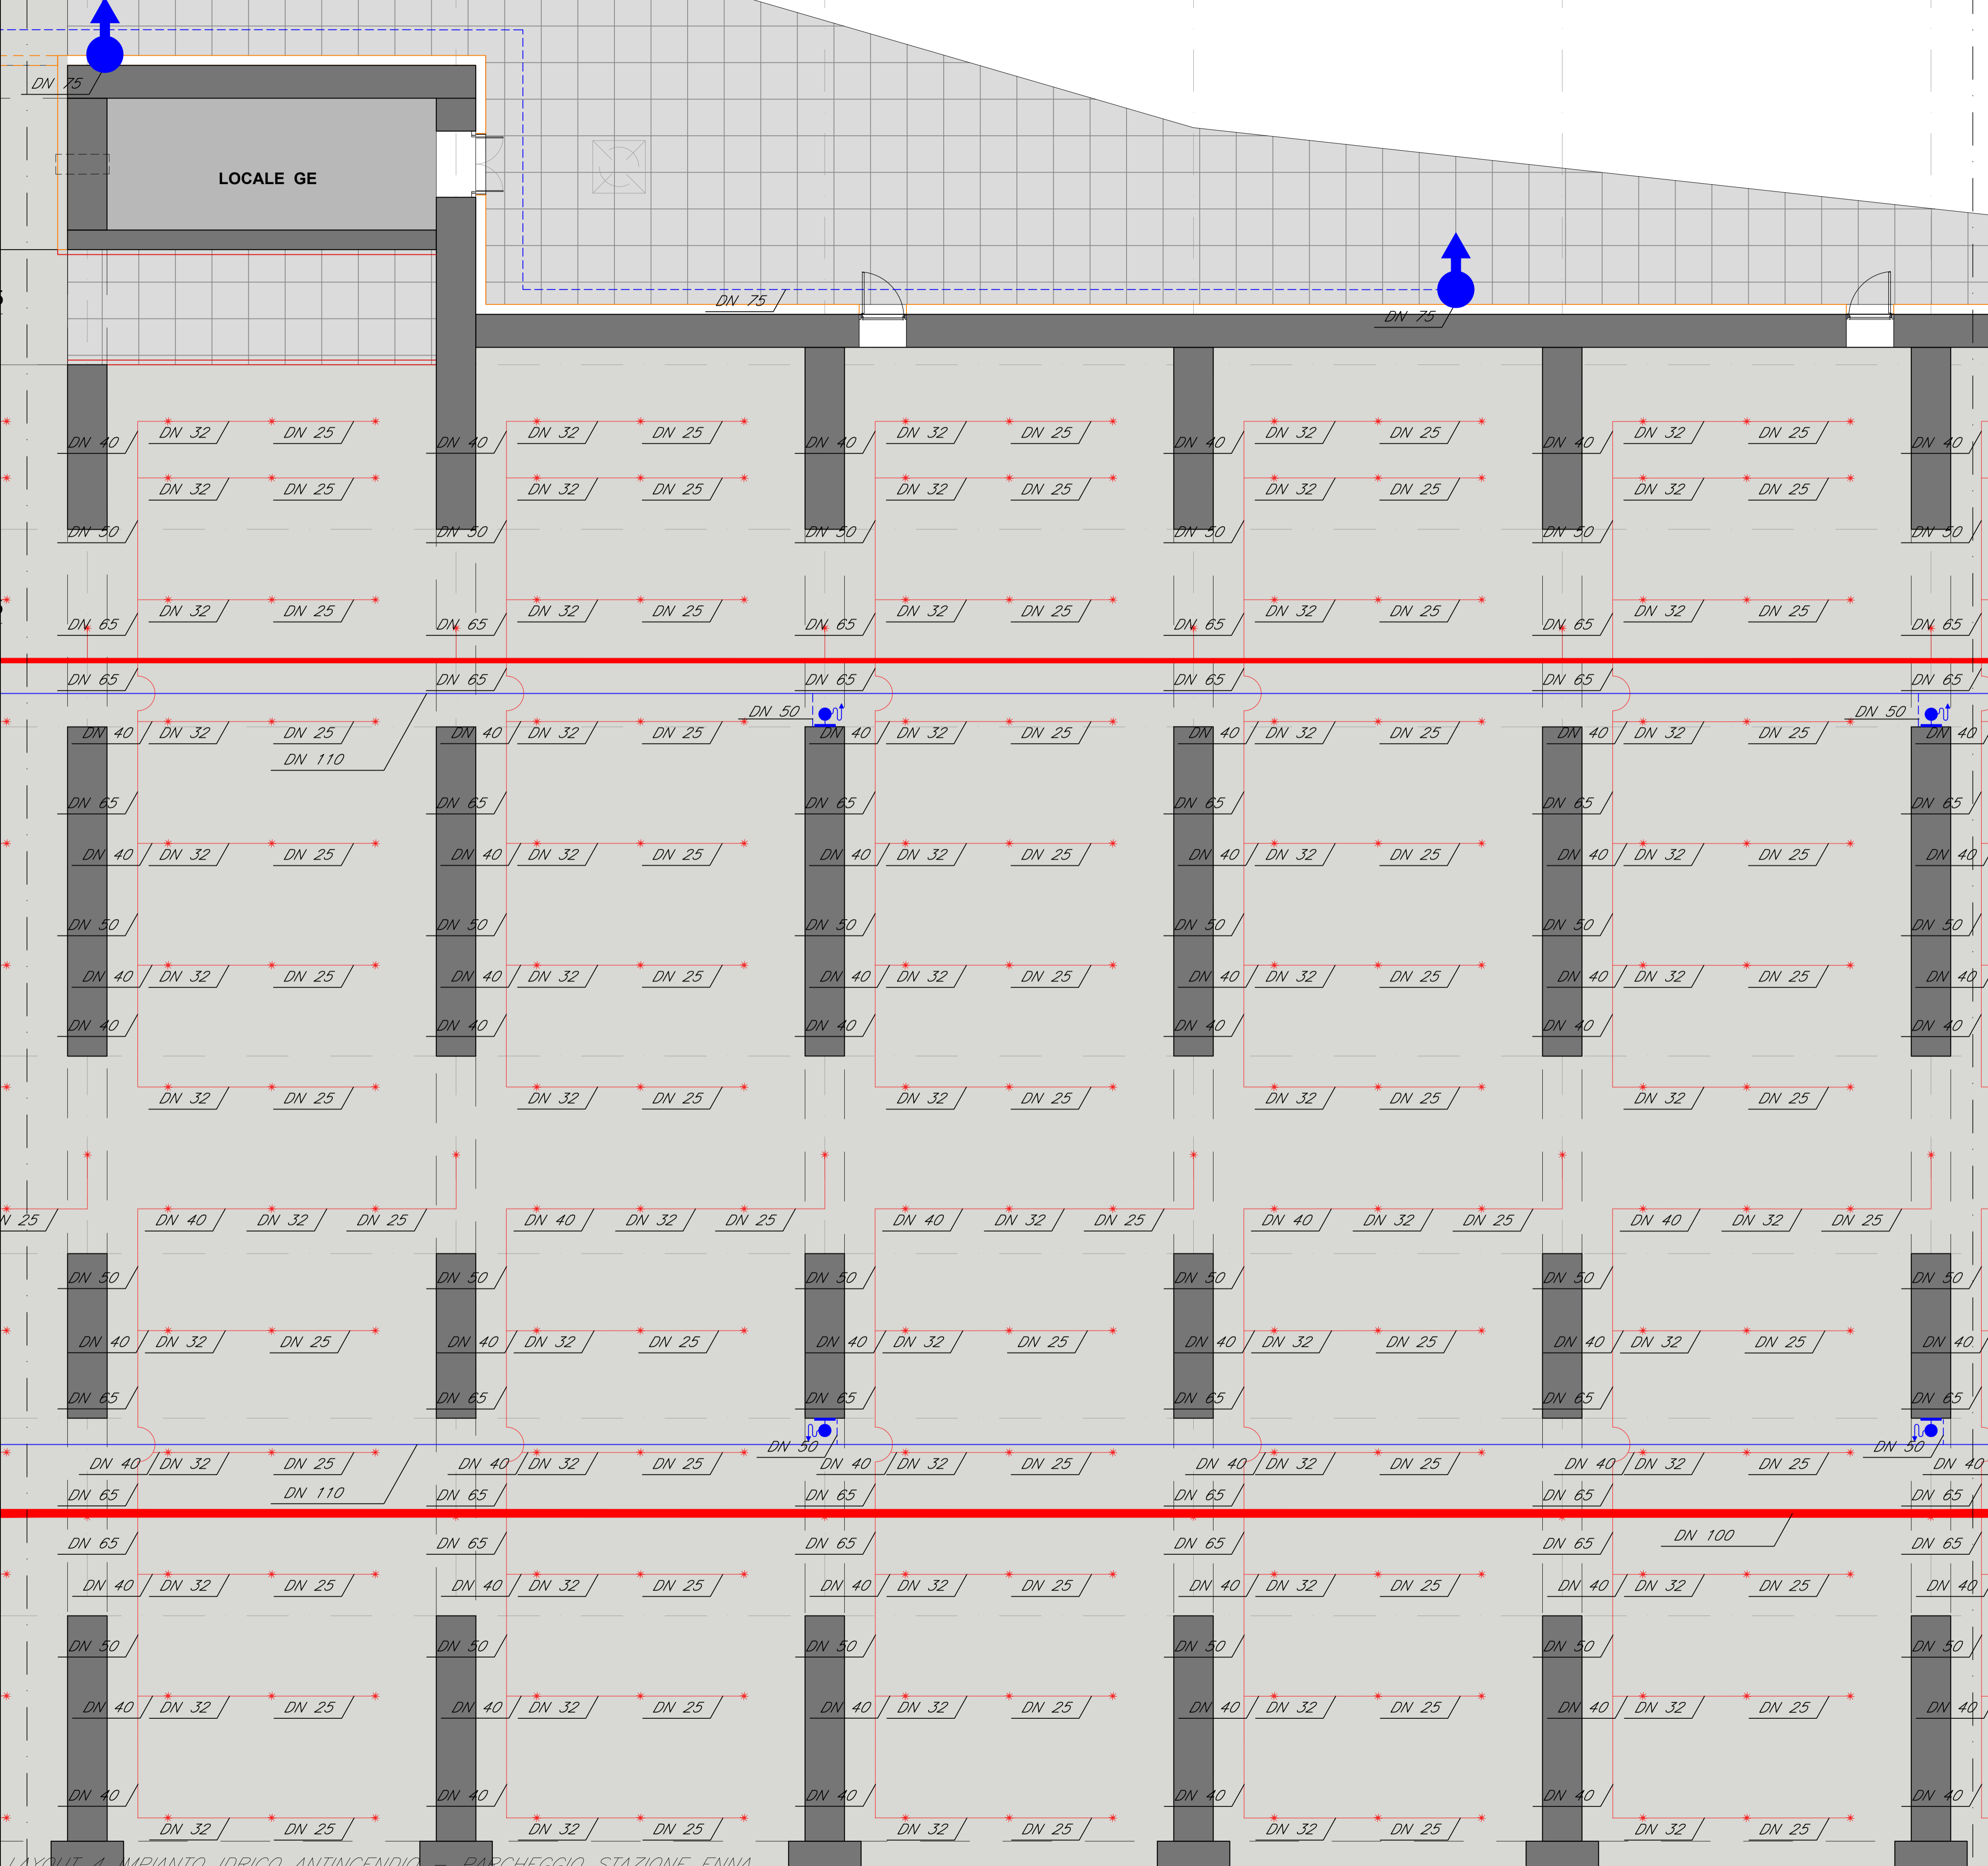 DN 75
LOCALE GE
DN 75
DN 75
DN 40 DN 32 DN 25 DN 40 DN 32 DN 25 DN 40 DN 32 DN 25 DN 40 DN 32 DN 25 DN 40 DN 32 DN 25 DN 40
DN 32 DN 25 DN 32 DN 25 DN 32 DN 25 DN 32 DN 25 DN 32 DN 25
DN 50 DN 50 DN 50 DN 50 DN 50 DN 50
DN 32 DN 25 DN 32 DN 25 DN 32 DN 25 DN 32 DN 25 DN 32 DN 25
DN 65 DN 65 DN 65 DN 65 DN 65 DN 65
DN 65 DN 65 DN 65 DN 65 DN 65 DN 65
DN 50 DN 50
DN 40 DN 32 DN 25 DN 40 DN 32 DN 25 DN 40 DN 32 DN 25 DN 40 DN 32 DN 25 DN 40 DN 32 DN 25 DN 40
DN 110
DN 65 DN 65 DN 65 DN 65 DN 65 DN 65
DN 40 DN 32 DN 25 DN 40 DN 32 DN 25 DN 40 DN 32 DN 25 DN 40 DN 32 DN 25 DN 40 DN 32 DN 25 DN 40
DN 50 DN 50 DN 50 DN 50 DN 50 DN 50
DN 40 DN 32 DN 25 DN 40 DN 32 DN 25 DN 40 DN 32 DN 25 DN 40 DN 32 DN 25 DN 40 DN 32 DN 25 DN 40
DN 40 DN 40 DN 40 DN 40 DN 40 DN 40
DN 32 DN 25 DN 32 DN 25 DN 32 DN 25 DN 32 DN 25 DN 32 DN 25
N 25 DN 40 DN 32 DN 25 DN 40 DN 32 DN 25 DN 40 DN 32 DN 25 DN 40 DN 32 DN 25 DN 40 DN 32 DN 25
DN 50 DN 50 DN 50 DN 50 DN 50 DN 50
DN 40 DN 32 DN 25 DN 40 DN 32 DN 25 DN 40 DN 32 DN 25 DN 40 DN 32 DN 25 DN 40 DN 32 DN 25 DN 40
DN 65 DN 65 DN 65 DN 65 DN 65 DN 65
DN 50 DN 50
DN 40 DN 32 DN 25 DN 40 DN 32 DN 25 DN 40 DN 32 DN 25 DN 40 DN 32 DN 25 DN 40 DN 32 DN 25 DN 40
DN 65 DN 110 DN 65 DN 65 DN 65 DN 65 DN 65
DN 100
DN 65 DN 65 DN 65 DN 65 DN 65 DN 65
DN 40 DN 32 DN 25 DN 40 DN 32 DN 25 DN 40 DN 32 DN 25 DN 40 DN 32 DN 25 DN 40 DN 32 DN 25 DN 40
DN 50 DN 50 DN 50 DN 50 DN 50 DN 50
DN 40 DN 32 DN 25 DN 40 DN 32 DN 25 DN 40 DN 32 DN 25 DN 40 DN 32 DN 25 DN 40 DN 32 DN 25 DN 40
DN 40 DN 40 DN 40 DN 40 DN 40 DN 40
DN 32 DN 25 DN 32 DN 25 DN 32 DN 25 DN 32 DN 25 DN 32 DN 25
LAYOUT 4 IMPIANTO IDRICO ANTINCENDIO – PARCHEGGIO STAZIONE ENNA